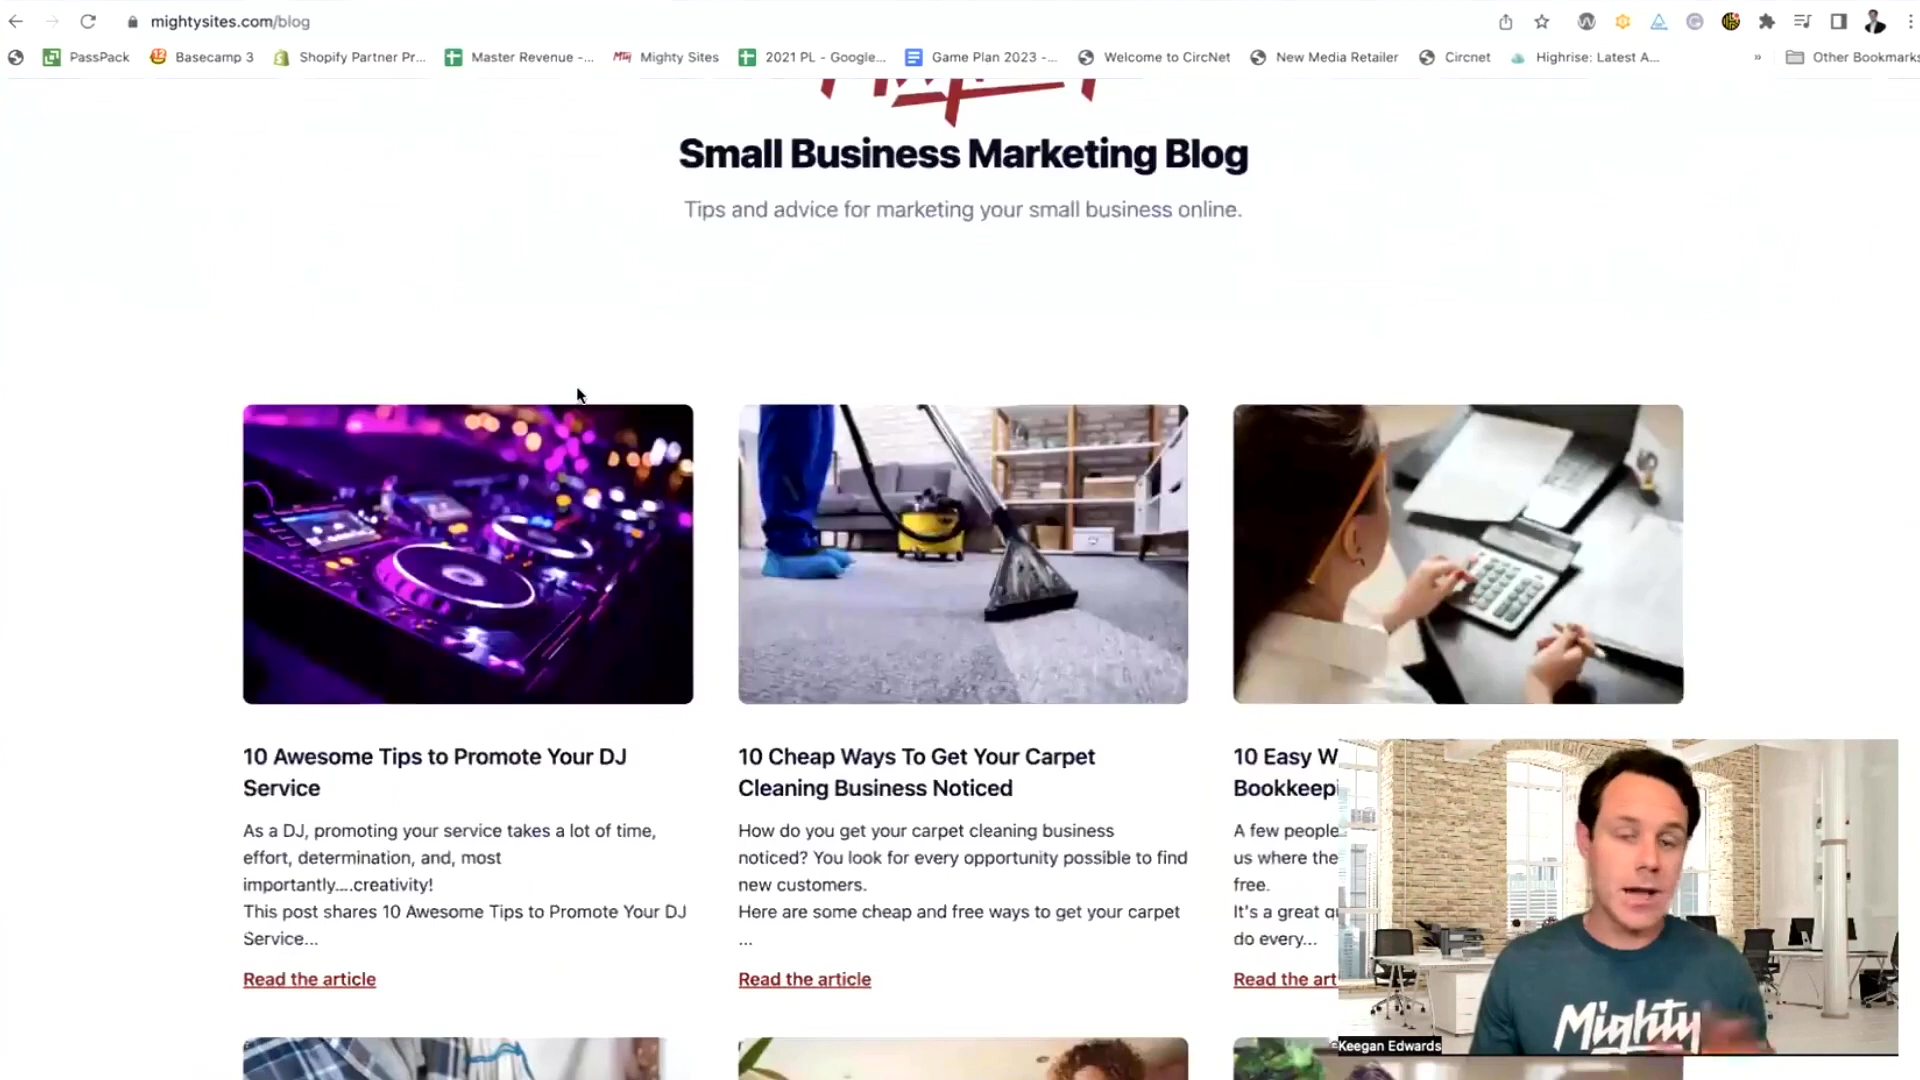 mightysites.com/blog
PassPack Basecamp 3 Shopify Partner Pr... Master Revenue -... Mighty Sites 2021 PL - Google... Game Plan 2023 -... Welcome to CircNet New Media Retailer Circnet Highrise: Latest A... » Other Bookmarks
Small Business Marketing Blog
Tips and advice for marketing your small business online.
10 Awesome Tips to Promote Your DJ
Service
As a DJ, promoting your service takes a lot of time,
effort, determination, and, most
importantly....creativity!
This post shares 10 Awesome Tips to Promote Your DJ
Service...
Read the article
10 Cheap Ways To Get Your Carpet
Cleaning Business Noticed
How do you get your carpet cleaning business
noticed? You look for every opportunity possible to find
new customers.
Here are some cheap and free ways to get your carpet
...
Read the article
10 Easy W
Bookkeepi
A few people
us where the
free.
It's a great qu
do every...
Read the art
Mighty
Keegan Edwards